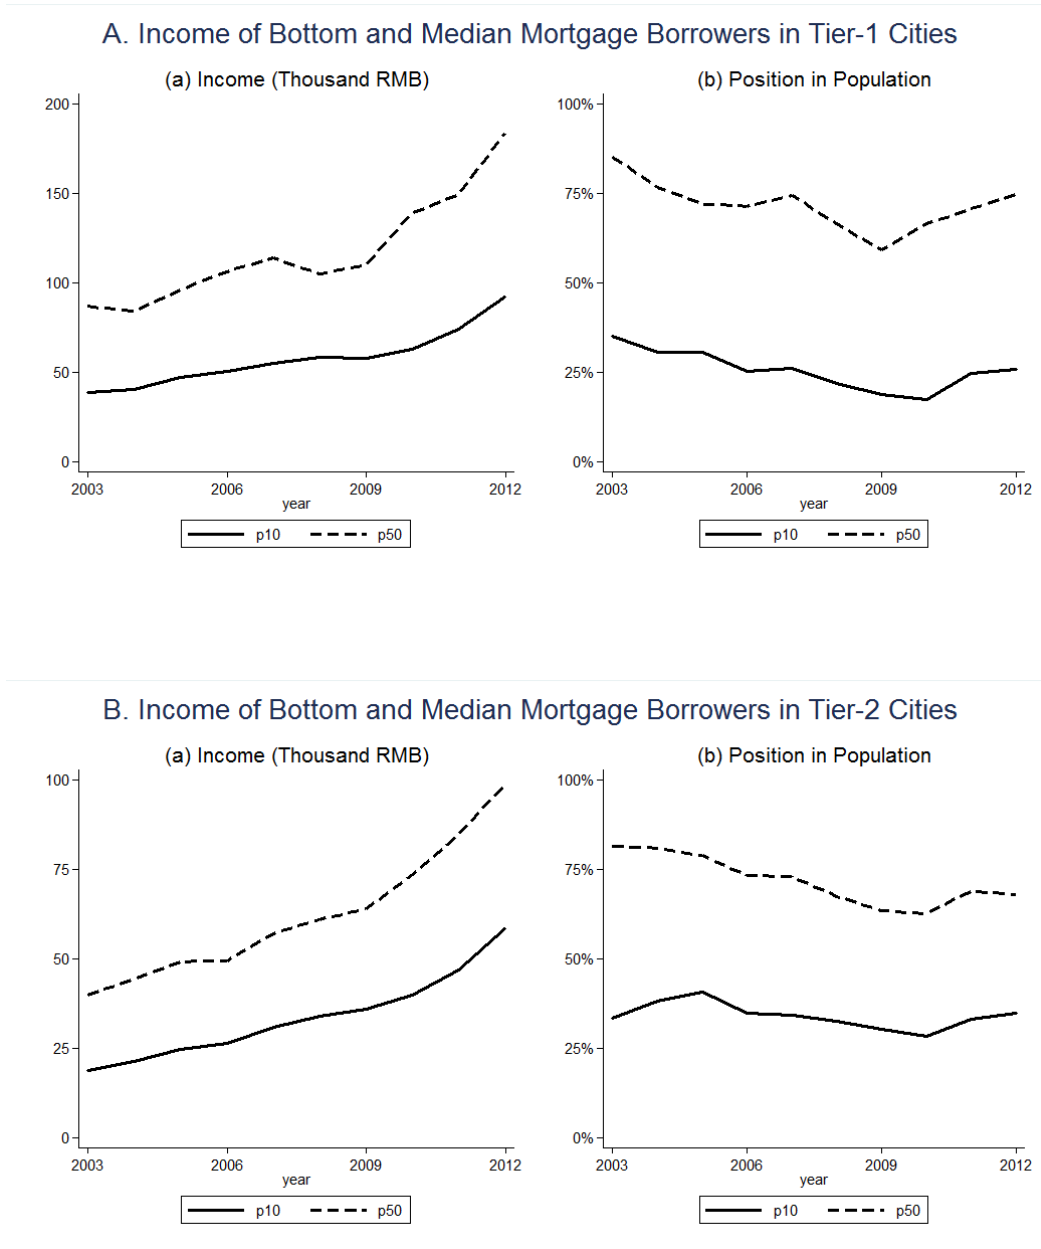 A. Income of Bottom and Median Mortgage Borrowers in Tier-1 Cities
(a) Income (Thousand RMB)
200
150
100
50
0
2003 2006 2009 2012
year
p10 p50
(b) Position in Population
100%
75%
50%
25%
0%
2003 2006 2009 2012
year
p10 p50
B. Income of Bottom and Median Mortgage Borrowers in Tier-2 Cities
(a) Income (Thousand RMB)
100
75
50
25
0
2003 2006 2009 2012
year
p10 p50
(b) Position in Population
100%
75%
50%
25%
0%
2003 2006 2009 2012
year
p10 p50